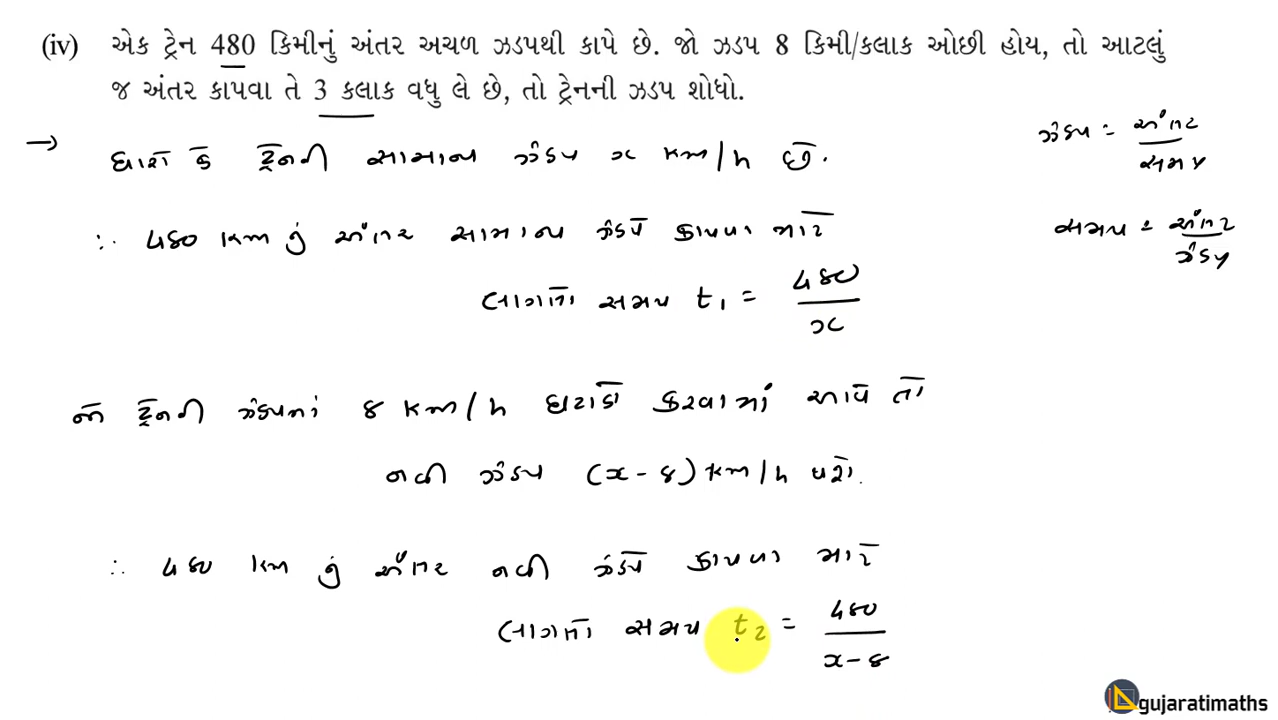 (iv) એક ટ્રેન 480 કિમીનું અંતર અચળ ઝડપથી કાપે છે. જો ઝડપ 8 કિમી/કલાક ઓછી હોય, તો આટલું
જ અંતર કાપવા તે 3 કલાક વધુ લે છે, તો ટ્રેનની ઝડપ શોધો.
→ ધારો કે ટ્રેનની સામાન્ય ઝડપ x km/h છે.
ઝડપ = અંતર / સમય
∴ 480 km નું અંતર સામાન્ય ઝડપે કાપવા માટે
સમય = અંતર / ઝડપ
લાગતો સમય t₁ = 480 / x
જો ટ્રેનની ઝડપમાં 8 km/h ઘટાડો કરવામાં આવે તો
નવી ઝડપ (x - 8) km/h થશે.
∴ 480 km નું અંતર નવી ઝડપે કાપવા માટે
લાગતો સમય t₂ = 480 / x - 8
gujaratimaths